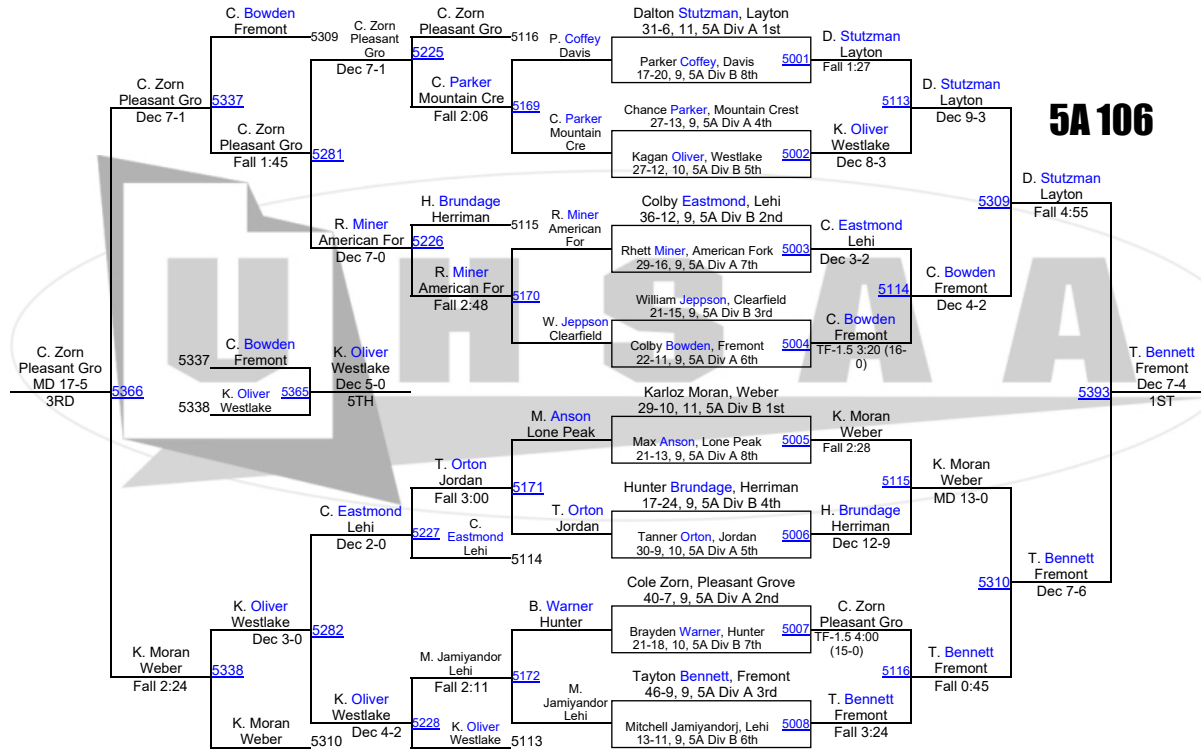 5A 106
C. Bowden
Fremont
5309
C. Zorn
Pleasant Gro
Dec 7-1
5337
C. Zorn
Pleasant Gro
Fall 1:45
5281
C. Zorn
Pleasant
Gro
Dec 7-1
5225
C. Zorn
Pleasant Gro
5116
C. Parker
Mountain Cre
Fall 2:06
5169
P. Coffey
Davis
C. Parker
Mountain
Cre
R. Miner
American For
Dec 7-0
5226
H. Brundage
Herriman
5115
R. Miner
American For
Fall 2:48
5170
R. Miner
American
For
W. Jeppson
Clearfield
C. Zorn
Pleasant Gro
MD 17-5
3RD
5366
5337
C. Bowden
Fremont
5338
K. Oliver
Westlake
5365
K. Oliver
Westlake
Dec 5-0
5TH
M. Anson
Lone Peak
T. Orton
Jordan
Fall 3:00
5171
T. Orton
Jordan
C. Eastmond
Lehi
Dec 2-0
5227
C.
Eastmond
Lehi
5114
K. Oliver
Westlake
Dec 3-0
5282
K. Moran
Weber
Fall 2:24
5338
K. Moran
Weber
5310
K. Oliver
Westlake
Dec 4-2
5228
M. Jamiyandor
Lehi
Fall 2:11
5172
B. Warner
Hunter
M.
Jamiyandor
Lehi
K. Oliver
Westlake
5113
Dalton Stutzman, Layton
31-6, 11, 5A Div A 1st
Parker Coffey, Davis
17-20, 9, 5A Div B 8th
5001
D. Stutzman
Layton
Fall 1:27
Chance Parker, Mountain Crest
27-13, 9, 5A Div A 4th
Kagan Oliver, Westlake
27-12, 10, 5A Div B 5th
5002
K. Oliver
Westlake
Dec 8-3
5113
D. Stutzman
Layton
Dec 9-3
Colby Eastmond, Lehi
36-12, 9, 5A Div B 2nd
Rhett Miner, American Fork
29-16, 9, 5A Div A 7th
5003
C. Eastmond
Lehi
Dec 3-2
William Jeppson, Clearfield
21-15, 9, 5A Div B 3rd
Colby Bowden, Fremont
22-11, 9, 5A Div A 6th
5004
C. Bowden
Fremont
TF-1.5 3:20 (16-
0)
5114
C. Bowden
Fremont
Dec 4-2
5309
D. Stutzman
Layton
Fall 4:55
Karloz Moran, Weber
29-10, 11, 5A Div B 1st
Max Anson, Lone Peak
21-13, 9, 5A Div A 8th
5005
K. Moran
Weber
Fall 2:28
Hunter Brundage, Herriman
17-24, 9, 5A Div B 4th
Tanner Orton, Jordan
30-9, 10, 5A Div A 5th
5006
H. Brundage
Herriman
Dec 12-9
5115
K. Moran
Weber
MD 13-0
Cole Zorn, Pleasant Grove
40-7, 9, 5A Div A 2nd
Brayden Warner, Hunter
21-18, 10, 5A Div B 7th
5007
C. Zorn
Pleasant Gro
TF-1.5 4:00
(15-0)
Tayton Bennett, Fremont
46-9, 9, 5A Div A 3rd
Mitchell Jamiyandorj, Lehi
13-11, 9, 5A Div B 6th
5008
T. Bennett
Fremont
Fall 3:24
5116
T. Bennett
Fremont
Fall 0:45
5310
T. Bennett
Fremont
Dec 7-6
5393
T. Bennett
Fremont
Dec 7-4
1ST
UHSAA